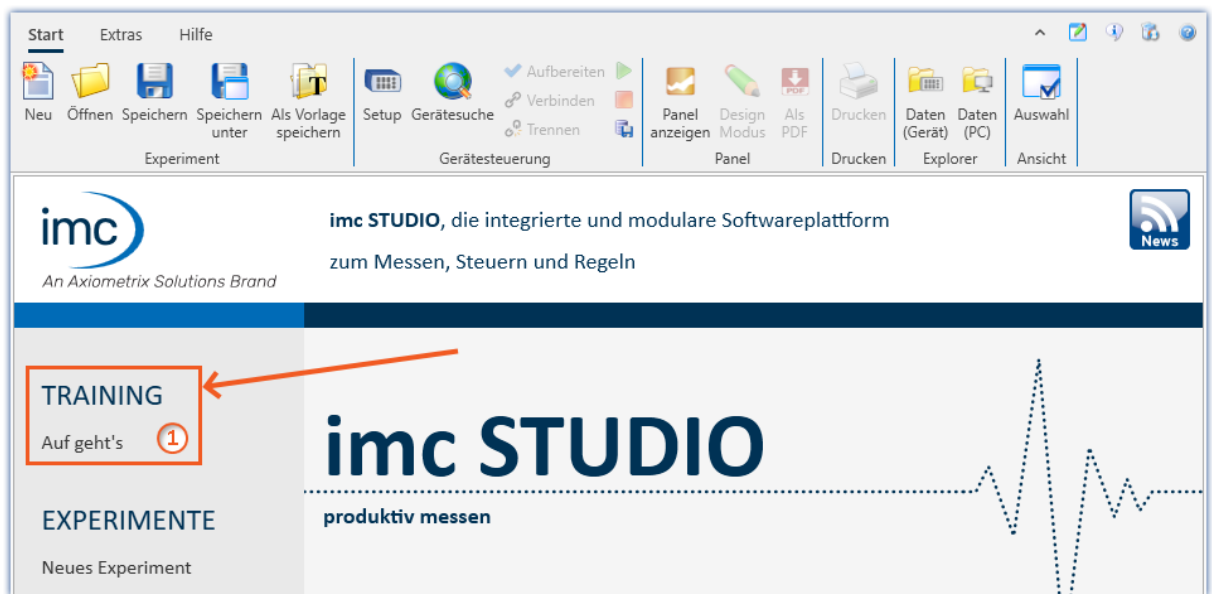 Start Extras Hilfe
Neu Öffnen Speichern Speichern unter Als Vorlage speichern
Experiment
Setup Gerätesuche
Aufbereiten
Verbinden
Trennen
Gerätesteuerung
Panel anzeigen Design Modus Als PDF
Panel
Drucken
Drucken
Daten (Gerät) Daten (PC)
Explorer
Auswahl
Ansicht
imc
An Axiometrix Solutions Brand
imc STUDIO, die integrierte und modulare Softwareplattform
zum Messen, Steuern und Regeln
News
TRAINING
Auf geht's 1
EXPERIMENTE
Neues Experiment
imc STUDIO
produktiv messen